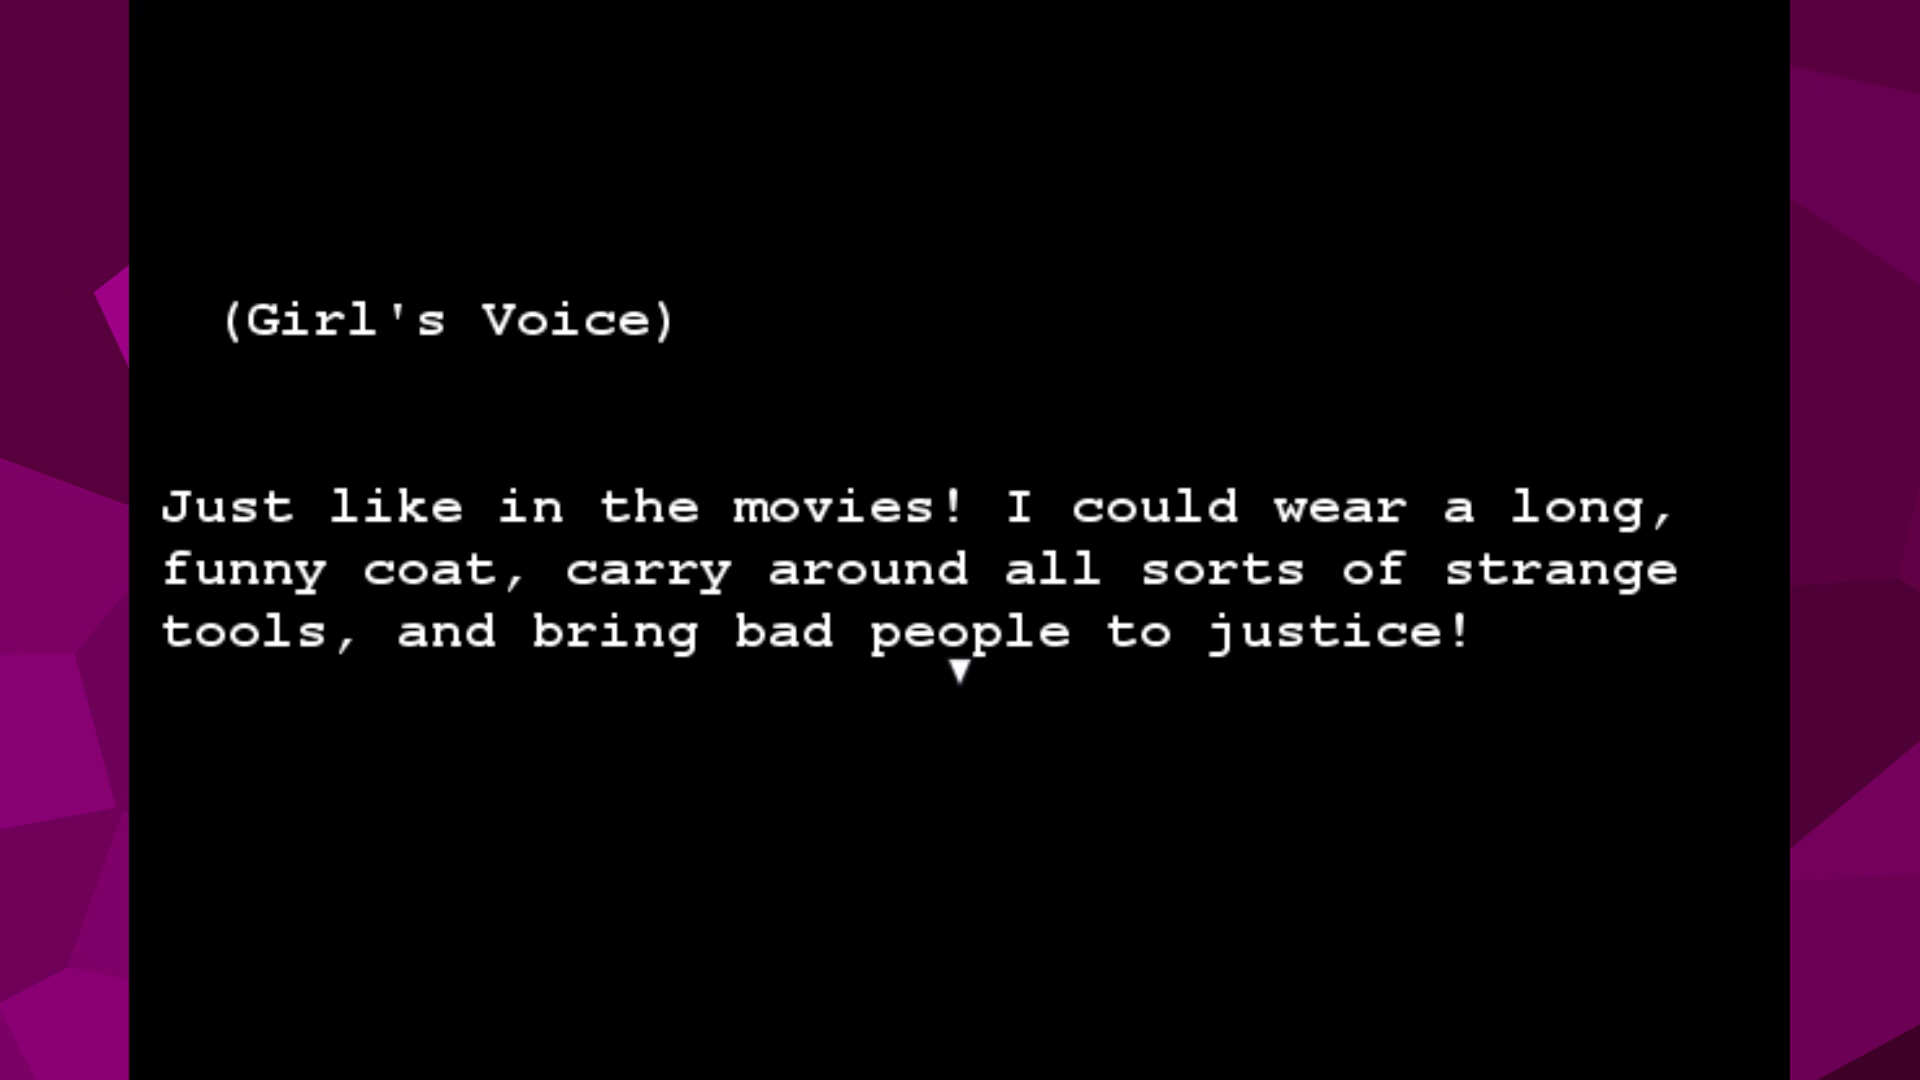 (Girl's Voice)
Just like in the movies! I could wear a long,
funny coat, carry around all sorts of strange
tools, and bring bad people to justice!